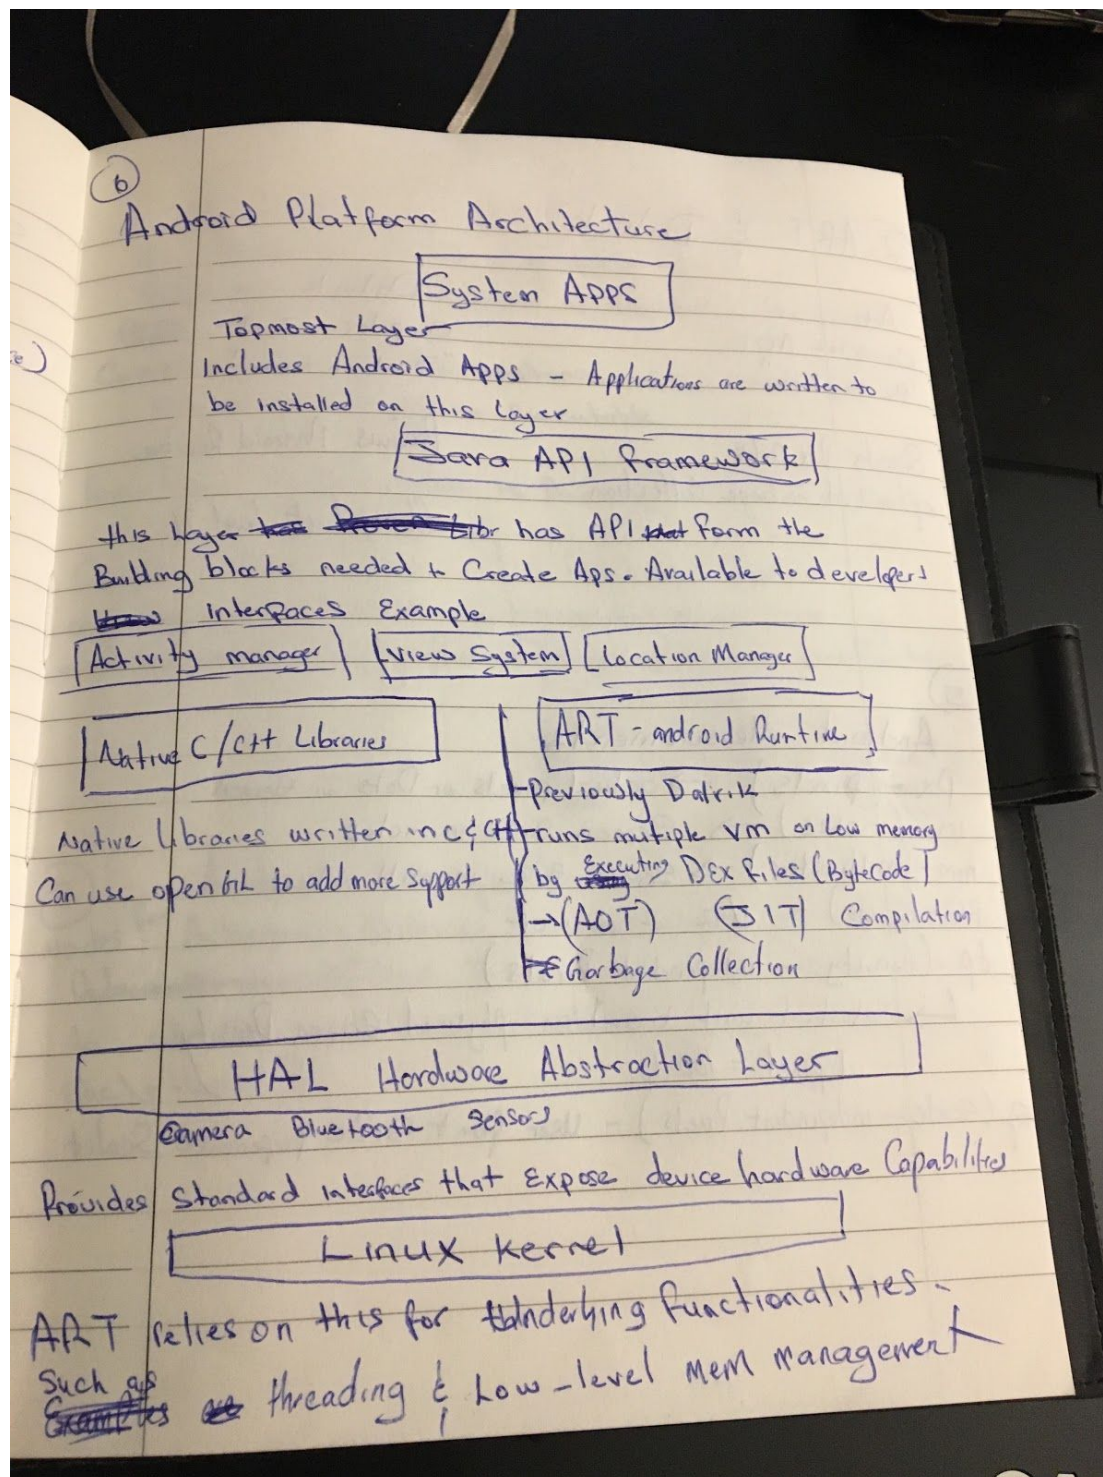 6
Android Platform Architecture
System Apps
Topmost Layer
Includes Android Apps - Applications are written to
be installed on this layer
Java API framework
this layer has API that form the
Building blocks needed to Create Aps. Available to developers
interfaces Example
Activity manager View System Location Manager
Native C/C++ Libraries
Native Libraries written in C & C++
Can use openGL to add more Support
ART - android Runtime
- Previously Dalvik
- runs mutiple vm on Low memory
by Executing DEX files (ByteCode)
→ (AOT) (JIT) Compilation
Garbage Collection
HAL Hardware Abstraction Layer
Camera Bluetooth Sensors
Provides Standard interfaces that Expose device hardware Capabilities
Linux Kernel
ART relies on this for Underlying functionalities.
Such as threading & Low-level mem management